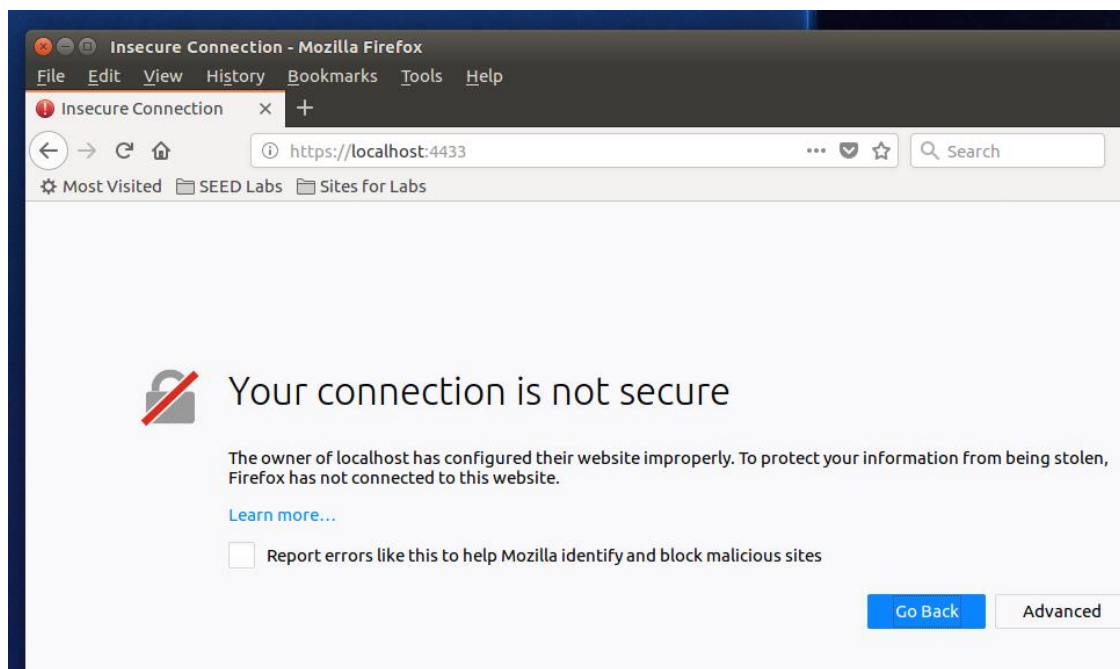 Insecure Connection - Mozilla Firefox
File Edit View History Bookmarks Tools Help
Insecure Connection
https://localhost:4433 Search
Most Visited SEED Labs Sites for Labs
Your connection is not secure
The owner of localhost has configured their website improperly. To protect your information from being stolen,
Firefox has not connected to this website.
Learn more...
Report errors like this to help Mozilla identify and block malicious sites
Go Back Advanced